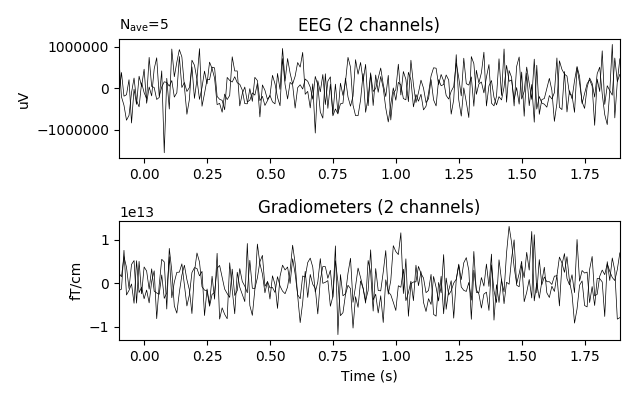 N_ave=5
EEG (2 channels)
1000000
0
−1000000
uV
0.00 0.25 0.50 0.75 1.00 1.25 1.50 1.75
1e13
Gradiometers (2 channels)
1
0
−1
fT/cm
0.00 0.25 0.50 0.75 1.00 1.25 1.50 1.75
Time (s)